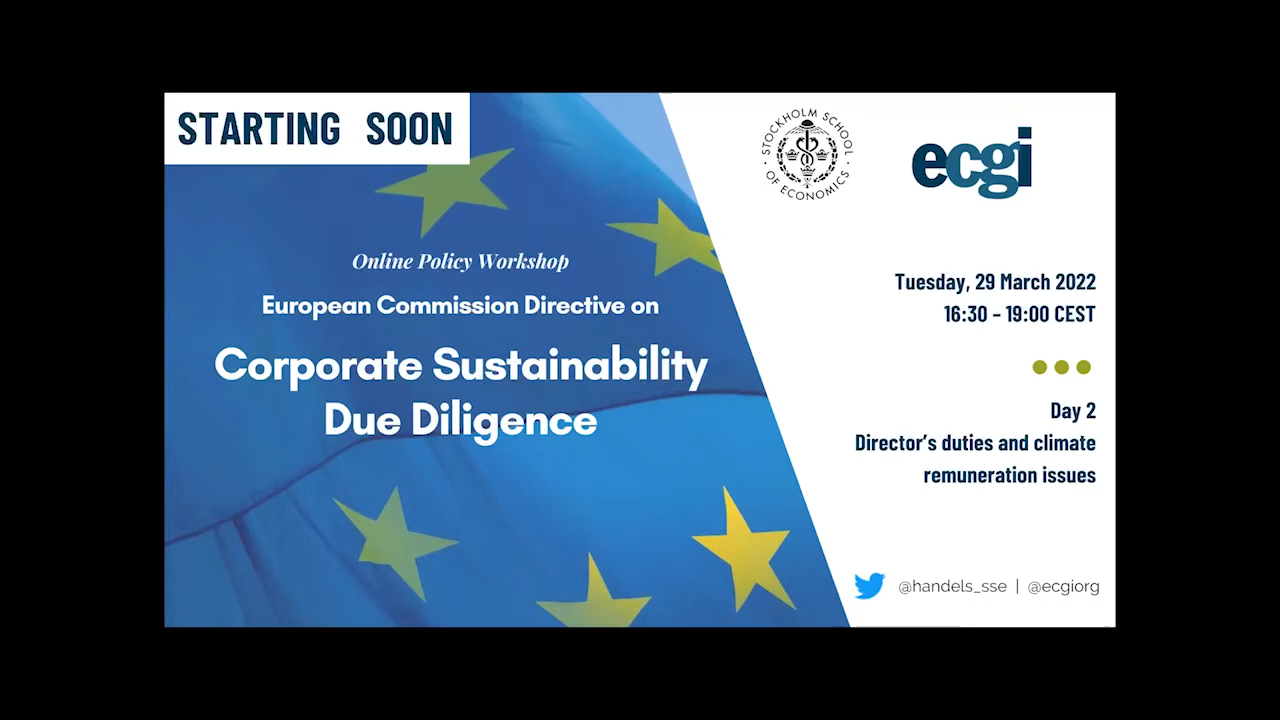 STARTING SOON
Online Policy Workshop
European Commission Directive on
Corporate Sustainability
Due Diligence
STOCKHOLM SCHOOL
OF ECONOMICS
ecgi
Tuesday, 29 March 2022
16:30 – 19:00 CEST
Day 2
Director's duties and climate
remuneration issues
@handels_sse | @ecgiorg